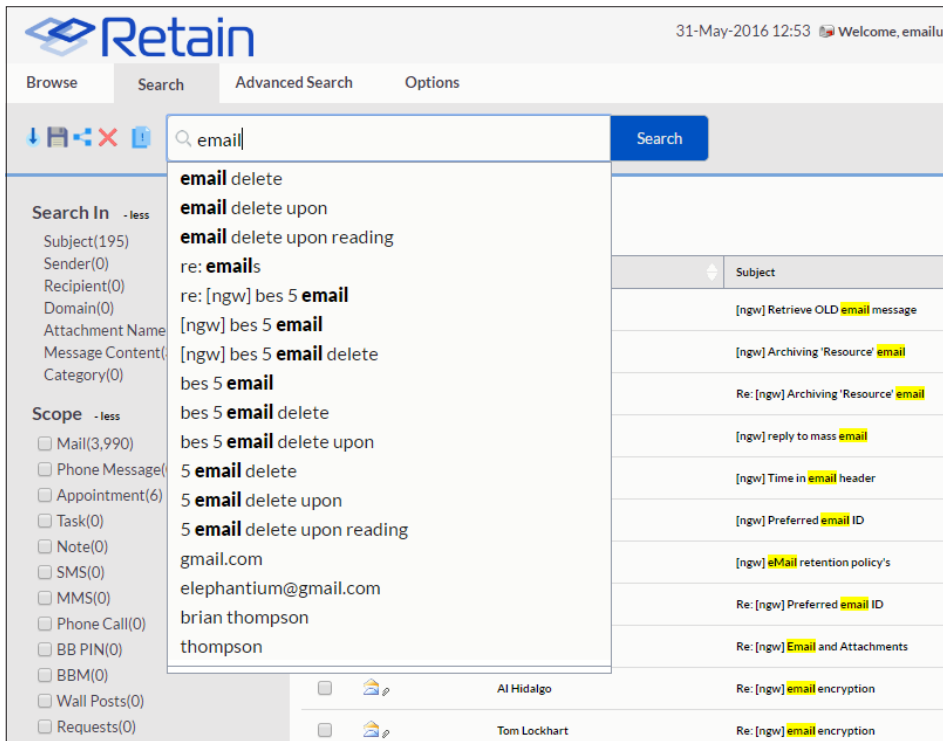 Retain
31-May-2016 12:53 Welcome, emailu
Browse Search Advanced Search Options
email Search
email delete
email delete upon
email delete upon reading
re: emails
re: [ngw] bes 5 email
[ngw] bes 5 email
[ngw] bes 5 email delete
bes 5 email
bes 5 email delete
bes 5 email delete upon
5 email delete
5 email delete upon
5 email delete upon reading
gmail.com
elephantium@gmail.com
brian thompson
thompson
Search In - less
Subject(195)
Sender(0)
Recipient(0)
Domain(0)
Attachment Name
Message Content(
Category(0)
Scope - less
Mail(3,990)
Phone Message(
Appointment(6)
Task(0)
Note(0)
SMS(0)
MMS(0)
Phone Call(0)
BB PIN(0)
BBM(0)
Wall Posts(0)
Requests(0)
Subject
[ngw] Retrieve OLD email message
[ngw] Archiving 'Resource' email
Re: [ngw] Archiving 'Resource' email
[ngw] reply to mass email
[ngw] Time in email header
[ngw] Preferred email ID
[ngw] eMail retention policy's
Re: [ngw] Preferred email ID
Re: [ngw] Email and Attachments
Al Hidalgo Re: [ngw] email encryption
Tom Lockhart Re: [ngw] email encryption